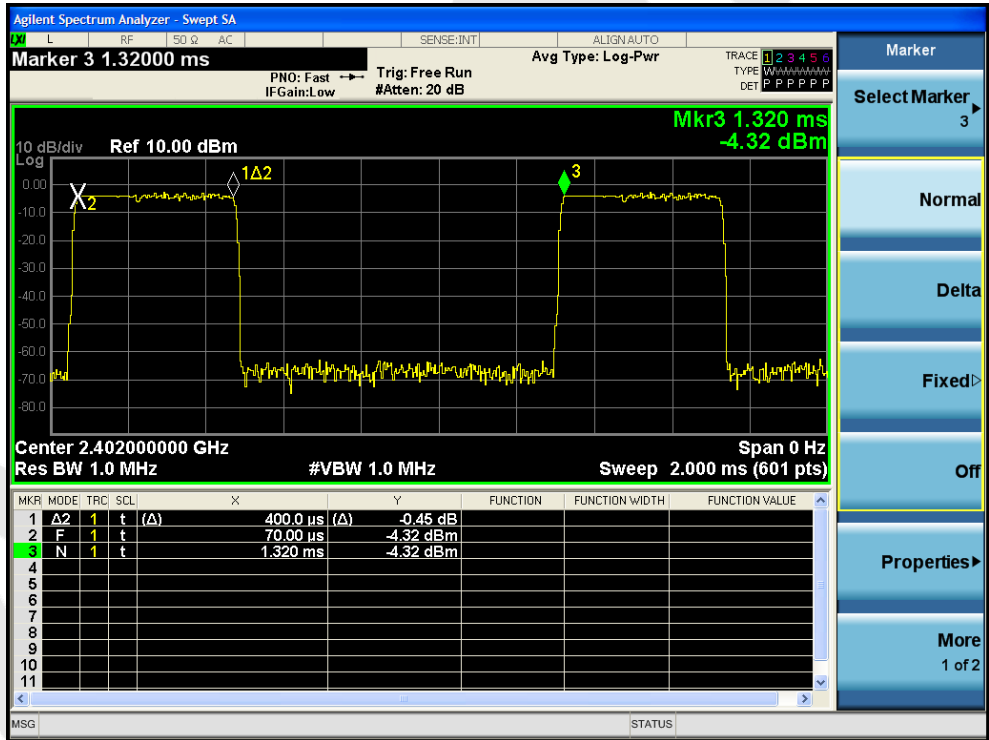 Agilent Spectrum Analyzer - Swept SA
LXI L RF 50 Ω AC SENSE:INT ALIGN AUTO
Marker 3 1.32000 ms
PNO: Fast
IFGain:Low
Trig: Free Run
#Atten: 20 dB
Avg Type: Log-Pwr
TRACE 1 2 3 4 5 6
TYPE WWWWWW
DET P P P P P P
Mkr3 1.320 ms
-4.32 dBm
10 dB/div Ref 10.00 dBm
Log
0.00
-10.0
-20.0
-30.0
-40.0
-50.0
-60.0
-70.0
-80.0
X2
1Δ2
3
Center 2.402000000 GHz Span 0 Hz
Res BW 1.0 MHz #VBW 1.0 MHz Sweep 2.000 ms (601 pts)
MKR MODE TRC SCL X Y FUNCTION FUNCTION WIDTH FUNCTION VALUE
1 Δ2 1 t (Δ) 400.0 µs (Δ) -0.45 dB
2 F 1 t 70.00 µs -4.32 dBm
3 N 1 t 1.320 ms -4.32 dBm
4
5
6
7
8
9
10
11
MSG STATUS
Marker
Select Marker
3
Normal
Delta
Fixed
Off
Properties
More
1 of 2